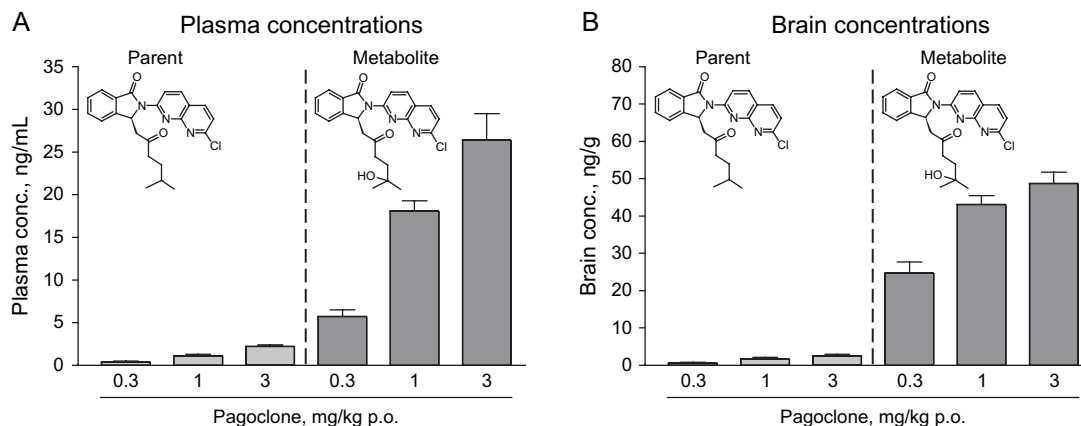 A
Plasma concentrations
Parent
Metabolite
Plasma conc., ng/mL
35
30
25
20
15
10
5
0
O
N
N
N
Cl
O
O
N
N
N
Cl
O
HO
0.3 1 3 0.3 1 3
Pagoclone, mg/kg p.o.
B
Brain concentrations
Parent
Metabolite
Brain conc., ng/g
80
70
60
50
40
30
20
10
0
O
N
N
N
Cl
O
O
N
N
N
Cl
O
HO
0.3 1 3 0.3 1 3
Pagoclone, mg/kg p.o.